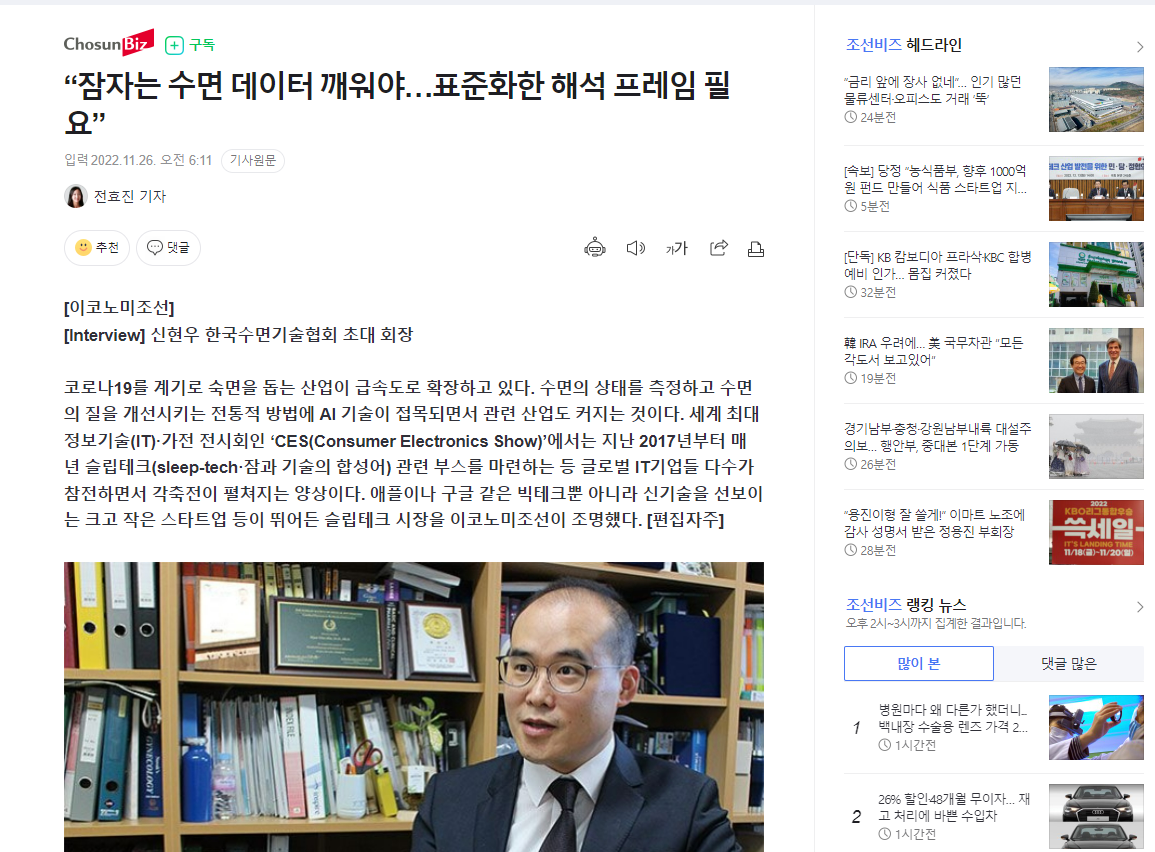 ChosunBiz 구독
“잠자는 수면 데이터 깨워야…표준화한 해석 프레임 필
요”
입력 2022.11.26. 오전 6:11 기사원문
전효진 기자
추천 댓글
가가
[이코노미조선]
[Interview] 신현우 한국수면기술협회 초대 회장
코로나19를 계기로 숙면을 돕는 산업이 급속도로 확장하고 있다. 수면의 상태를 측정하고 수면
의 질을 개선시키는 전통적 방법에 AI 기술이 접목되면서 관련 산업도 커지는 것이다. 세계 최대
정보기술(IT)·가전 전시회인 ‘CES(Consumer Electronics Show)’에서는 지난 2017년부터 매
년 슬립테크(sleep-tech·잠과 기술의 합성어) 관련 부스를 마련하는 등 글로벌 IT기업들 다수가
참전하면서 각축전이 펼쳐지는 양상이다. 애플이나 구글 같은 빅테크뿐 아니라 신기술을 선보이
는 크고 작은 스타트업 등이 뛰어든 슬립테크 시장을 이코노미조선이 조명했다. [편집자주]
INDEX FILE
GYNECOLOGY
조선비즈 헤드라인
“금리 앞에 장사 없네”… 인기 많던
물류센터·오피스도 거래 ‘뚝’
24분전
[속보] 당정 “농식품부, 향후 1000억
원 펀드 만들어 식품 스타트업 지…
5분전
[단독] KB 캄보디아 프라삭·KBC 합병
예비 인가… 몸집 커졌다
32분전
韓 IRA 우려에… 美 국무차관 “모든
각도서 보고있어”
19분전
경기남부·충청·강원남부내륙 대설주
의보… 행안부, 중대본 1단계 가동
26분전
“용진이형 잘 쓸게!” 이마트 노조에
감사 성명서 받은 정용진 부회장
28분전
2022
KBO리그통합우승
쓱세일
IT'S LANDING TIME
11/18(금)~11/20(일)
조선비즈 랭킹 뉴스
오후 2시~3시까지 집계한 결과입니다.
많이 본 댓글 많은
1 병원마다 왜 다른가 했더니…
백내장 수술용 렌즈 가격 2…
1시간전
2 26% 할인·48개월 무이자… 재
고 처리에 바쁜 수입차
1시간전